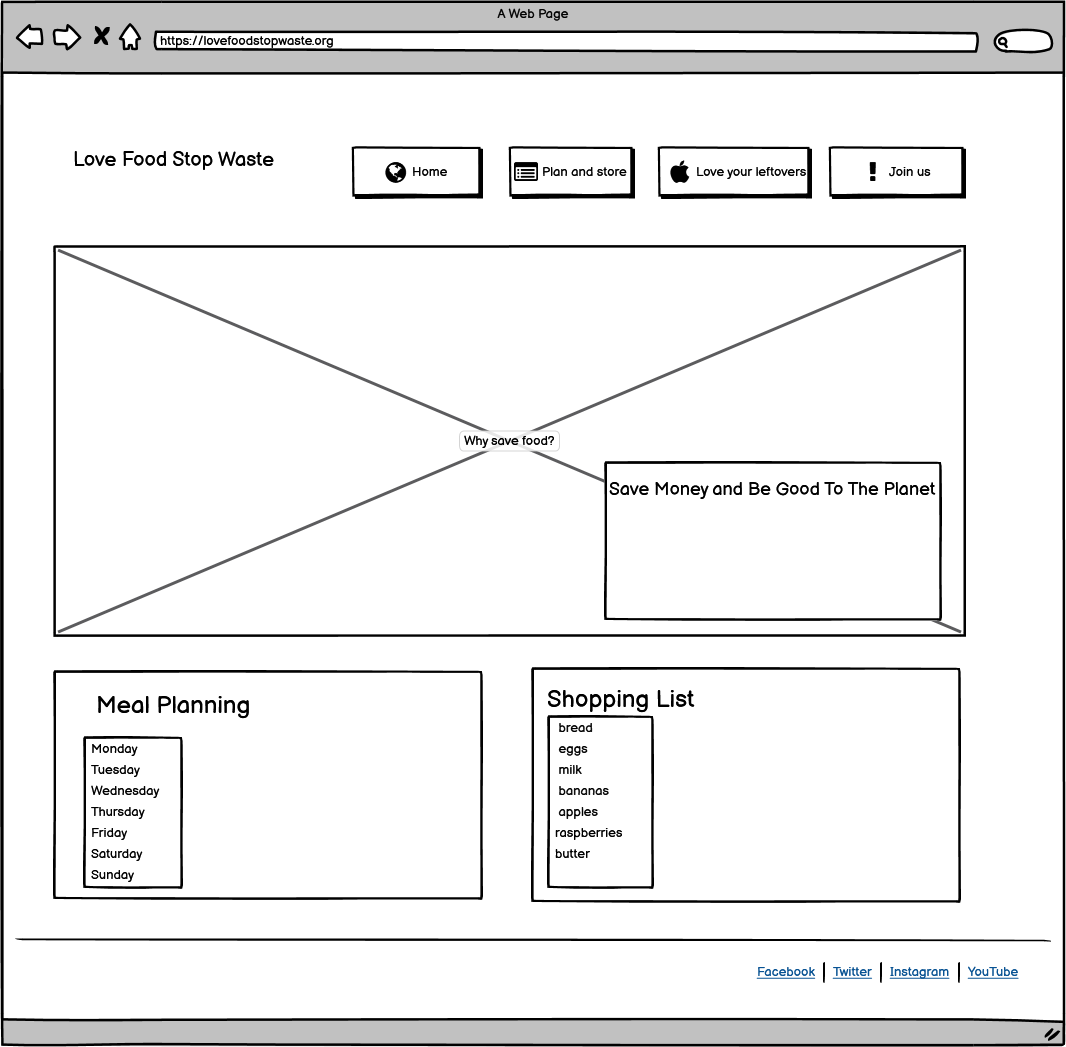 A Web Page
https://lovefoodstopwaste.org
Love Food Stop Waste
Home
Plan and store
Love your leftovers
Join us
Why save food?
Save Money and Be Good To The Planet
Meal Planning
Monday
Tuesday
Wednesday
Thursday
Friday
Saturday
Sunday
Shopping List
bread
eggs
milk
bananas
apples
raspberries
butter
Facebook | Twitter | Instagram | YouTube